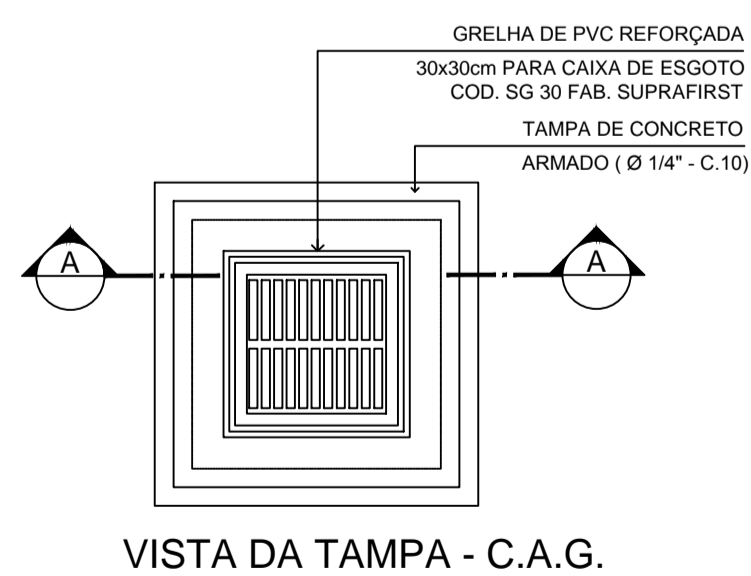 GRELHA DE PVC REFORÇADA
30x30cm PARA CAIXA DE ESGOTO
COD. SG 30 FAB. SUPRAFIRST
TAMPA DE CONCRETO
ARMADO ( Ø 1/4" - C.10)
A
A
VISTA DA TAMPA - C.A.G.